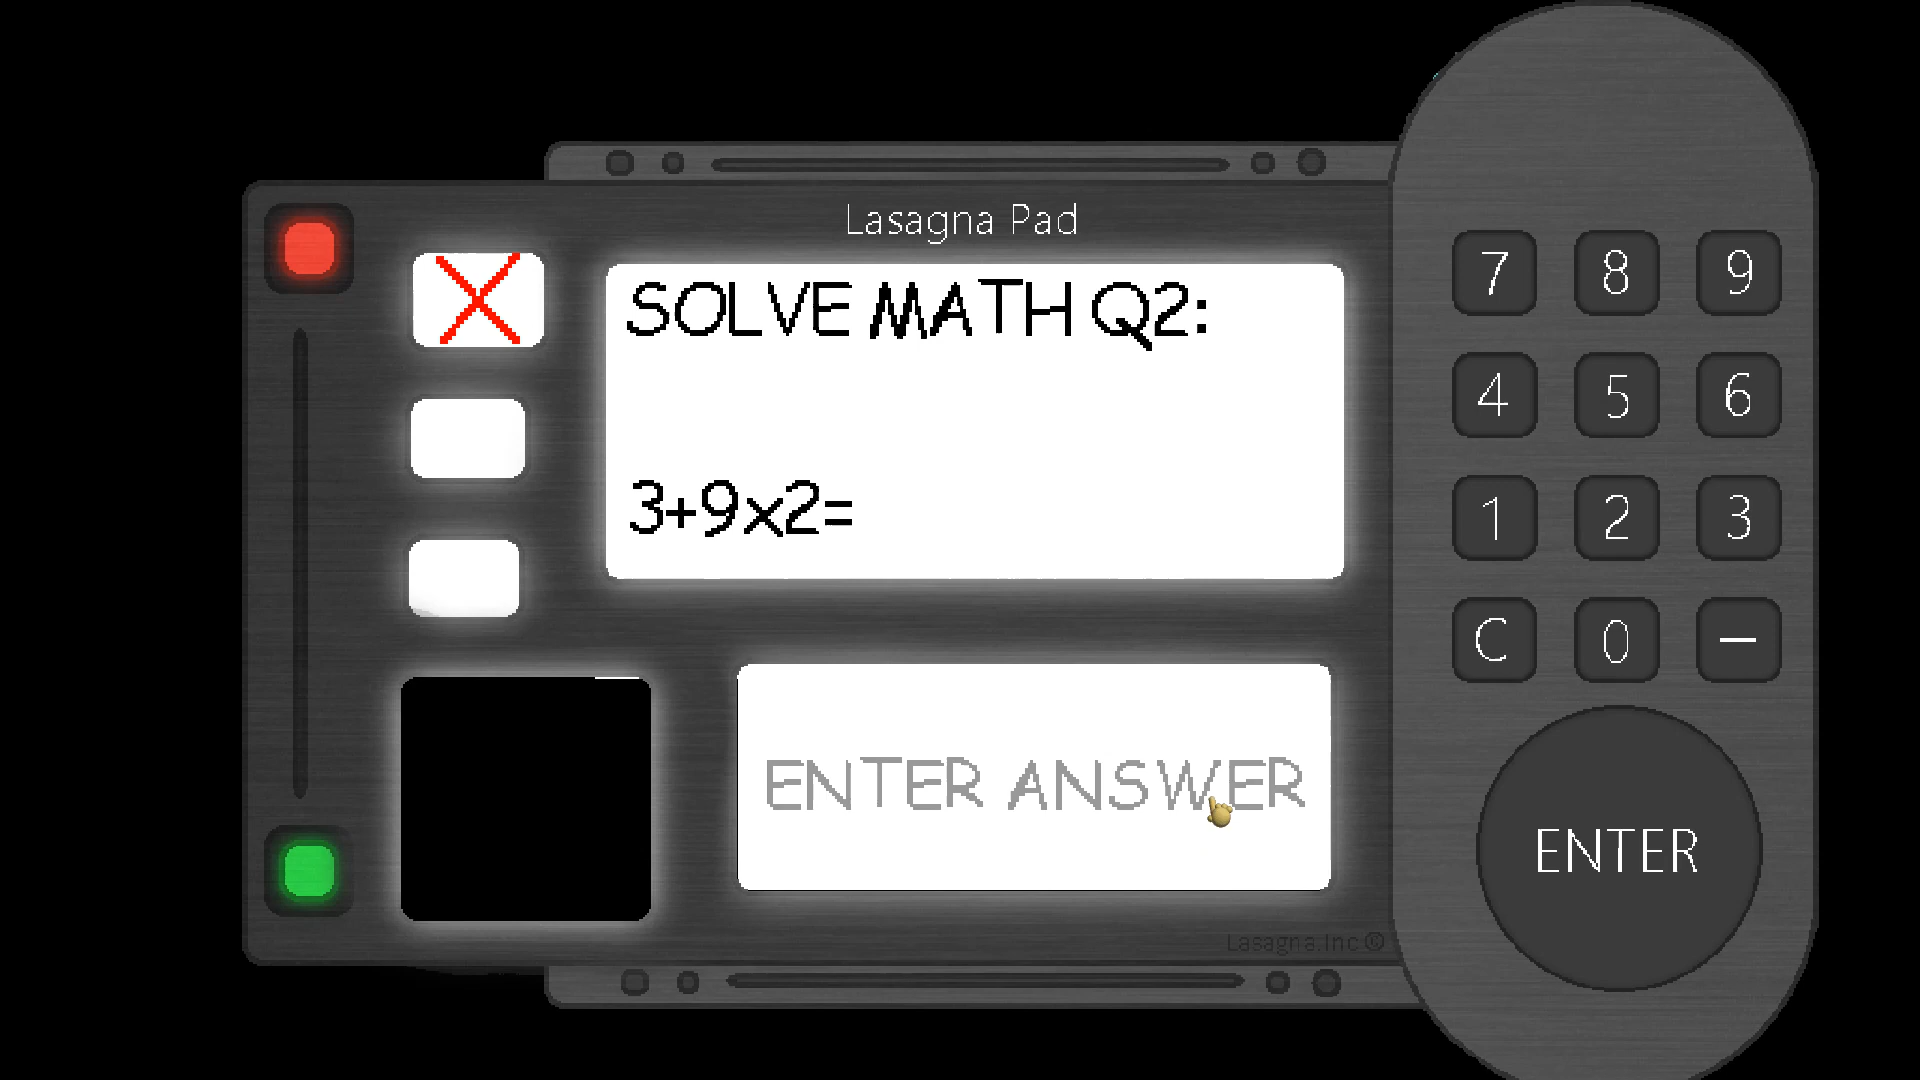 Lasagna Pad
SOLVE MATH Q2:
3+9x2=
ENTER ANSWER
Lasagna.Inc®
7 8 9
4 5 6
1 2 3
C 0 –
ENTER